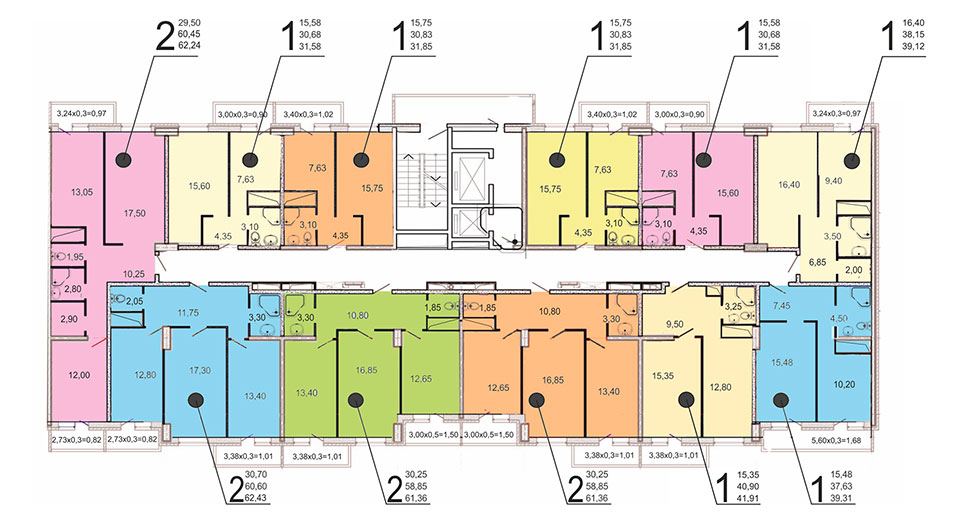 2 29,50 60,45 62,24
1 15,58 30,68 31,58
1 15,75 30,83 31,85
1 15,75 30,83 31,85
1 15,58 30,68 31,58
1 16,40 38,15 39,12
3,24x0,3=0,97
3,00x0,3=0,90
3,40x0,3=1,02
3,40x0,3=1,02
3,00x0,3=0,90
3,24x0,3=0,97
13,05
17,50
15,60
7,63
7,63
15,75
15,75
7,63
7,63
15,60
16,40
9,40
4,35
3,10
3,10
4,35
4,35
3,10
3,10
4,35
3,50
6,85
2,00
1,95
10,25
2,80
2,90
12,00
2,05
11,75
3,30
3,30
10,80
1,85
1,85
10,80
3,30
9,50
3,25
7,45
4,50
12,80
17,30
13,40
13,40
16,85
12,65
12,65
16,85
13,40
15,35
12,80
15,48
10,20
2,73x0,3=0,82
2,73x0,3=0,82
3,38x0,3=1,01
3,38x0,3=1,01
3,00x0,5=1,50
3,00x0,5=1,50
3,38x0,3=1,01
3,38x0,3=1,01
5,60x0,3=1,68
2 30,70 60,60 62,43
2 30,25 58,85 61,36
2 30,25 58,85 61,36
1 15,35 40,90 41,91
1 15,48 37,63 39,31